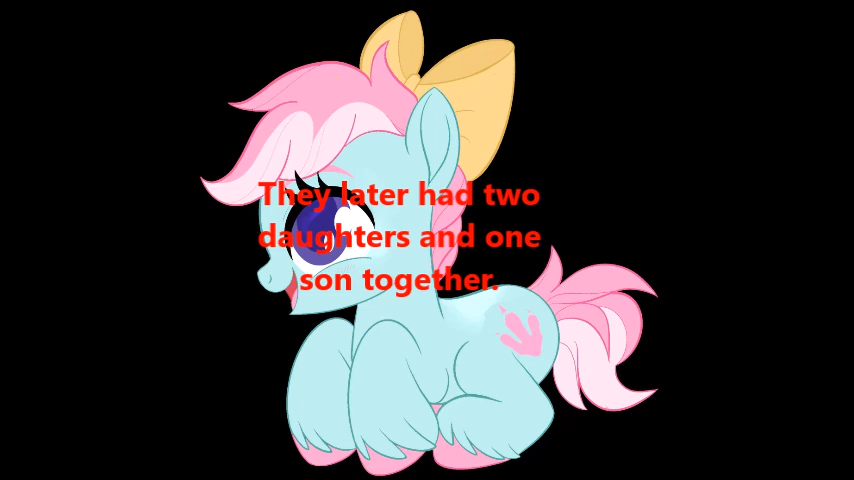 They later had two
daughters and one
son together.